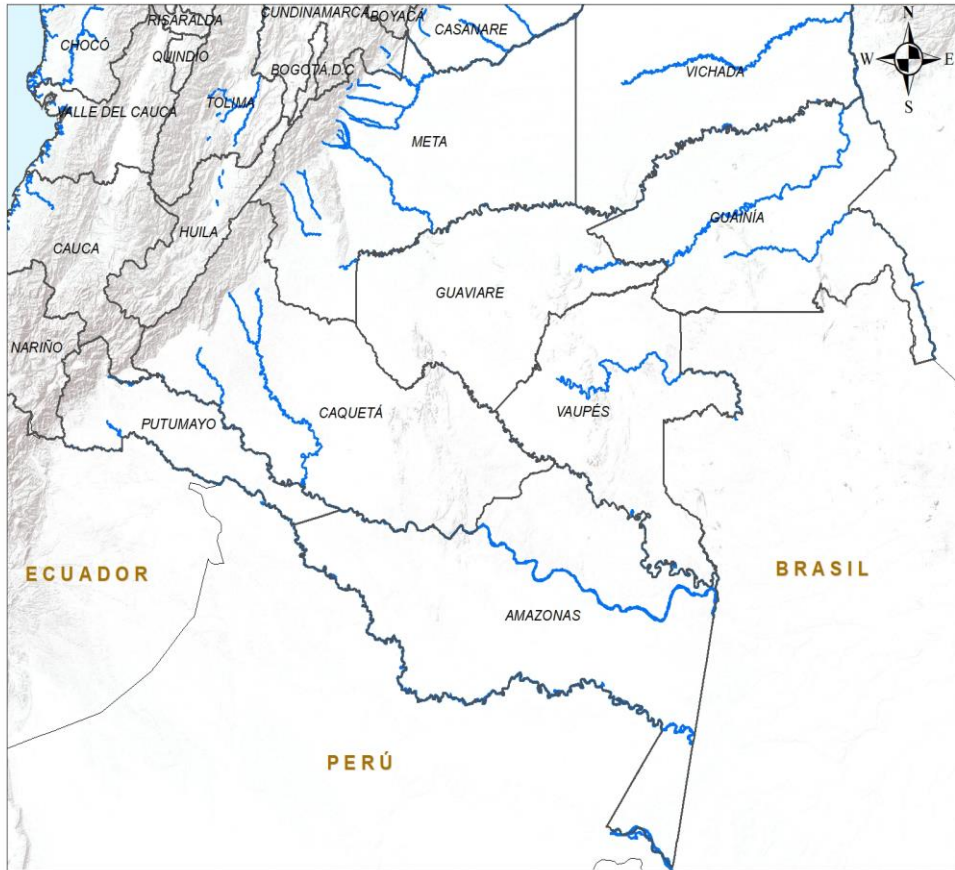 CUNDINAMARCA
BOYACÁ
RISARALDA
CASANARE
N
CHOCÓ
QUINDIO
BOGOTÁ,D.C
VICHADA
W
E
S
VALLE DEL CAUCA
TOLIMA
META
HUILA
GUAINÍA
CAUCA
GUAVIARE
NARIÑO
CAQUETÁ
VAUPÉS
PUTUMAYO
ECUADOR
BRASIL
AMAZONAS
PERÚ